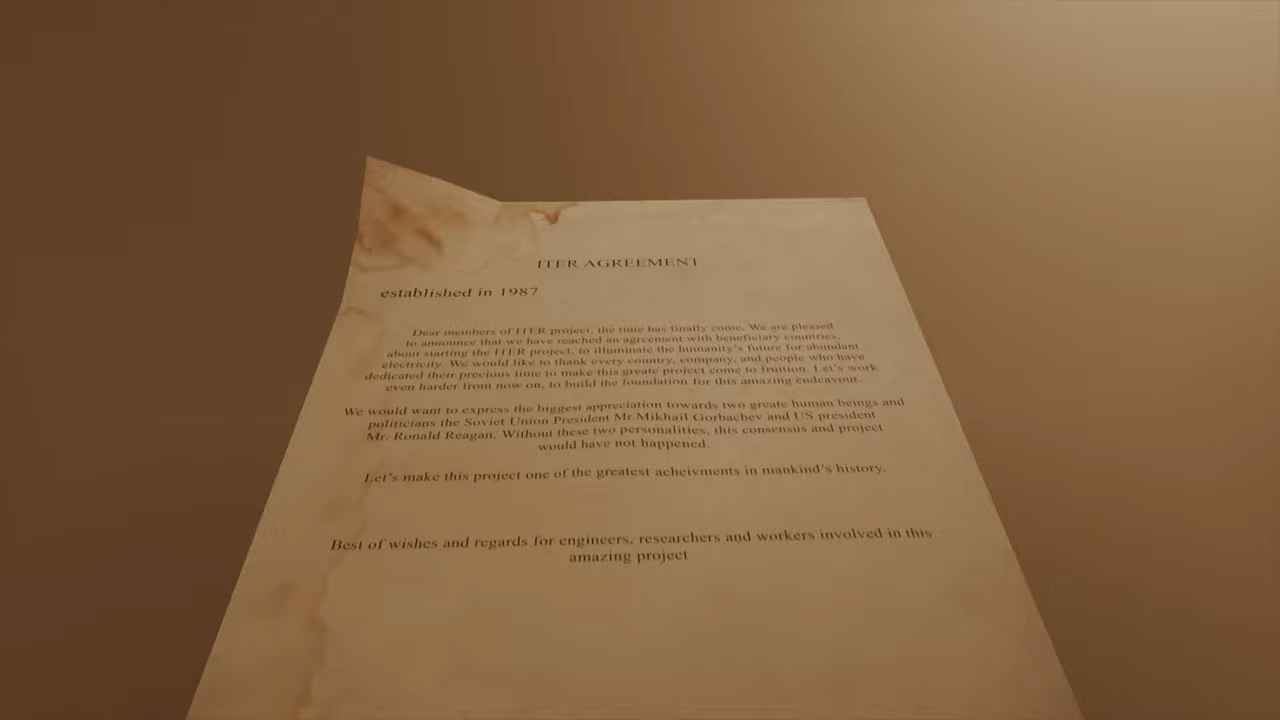 ITER AGREEMENT
established in 1987
Dear members of ITER project, the time has finally come. We are pleased
to announce that we have reached an agreement with beneficiary countries,
about starting the ITER project, to illuminate the humanity's future for abundant
electricity. We would like to thank every country, company, and people who have
dedicated their precious time to make this greate project come to fruition. Let's work
even harder from now on, to build the foundation for this amazing endeavour.
We would want to express the biggest appreciation towards two greate human beings and
politicians the Soviet Union President Mr.Mikhail Gorbachev and US president
Mr. Ronald Reagan. Without these two personalities, this consensus and project
would have not happened.
Let's make this project one of the greatest acheivments in mankind's history.
Best of wishes and regards for engineers, researchers and workers involved in this
amazing project